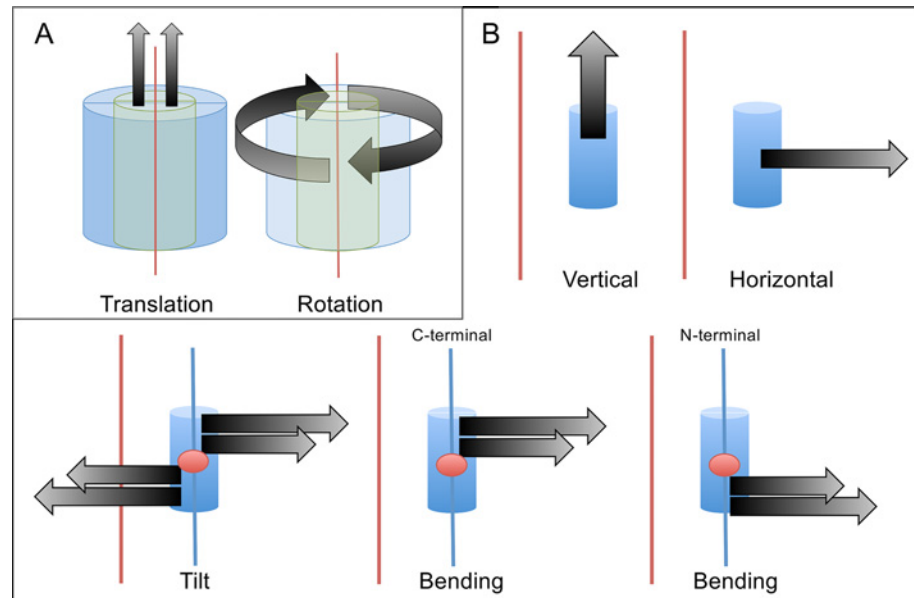 A
B
Translation
Rotation
Vertical
Horizontal
C-terminal
N-terminal
Tilt
Bending
Bending